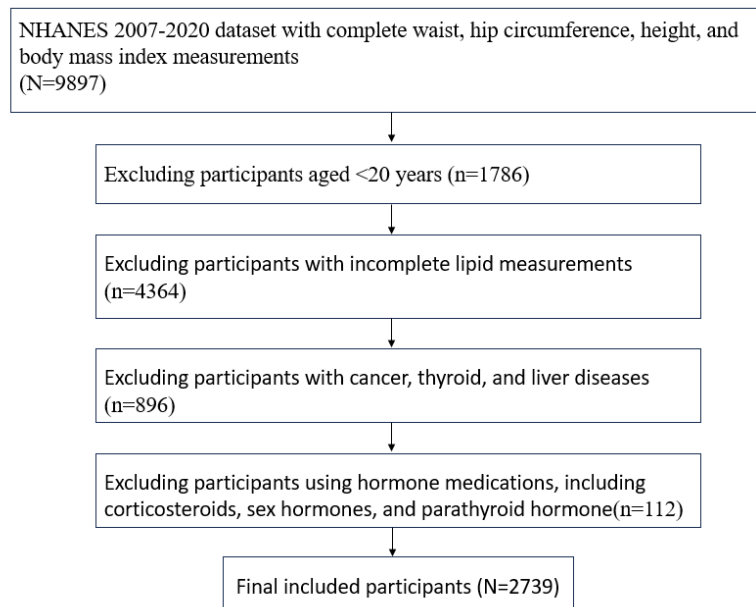 NHANES 2007-2020 dataset with complete waist, hip circumference, height, and
body mass index measurements
(N=9897)
Excluding participants aged <20 years (n=1786)
Excluding participants with incomplete lipid measurements
(n=4364)
Excluding participants with cancer, thyroid, and liver diseases
(n=896)
Excluding participants using hormone medications, including
corticosteroids, sex hormones, and parathyroid hormone(n=112)
Final included participants (N=2739)